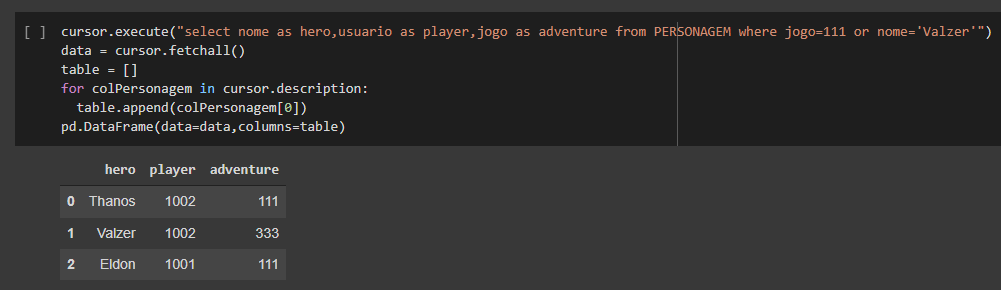 [ ] cursor.execute("select nome as hero,usuario as player,jogo as adventure from PERSONAGEM where jogo=111 or nome='Valzer'")
data = cursor.fetchall()
table = []
for colPersonagem in cursor.description:
  table.append(colPersonagem[0])
pd.DataFrame(data=data,columns=table)
hero player adventure
0 Thanos 1002 111
1 Valzer 1002 333
2 Eldon 1001 111